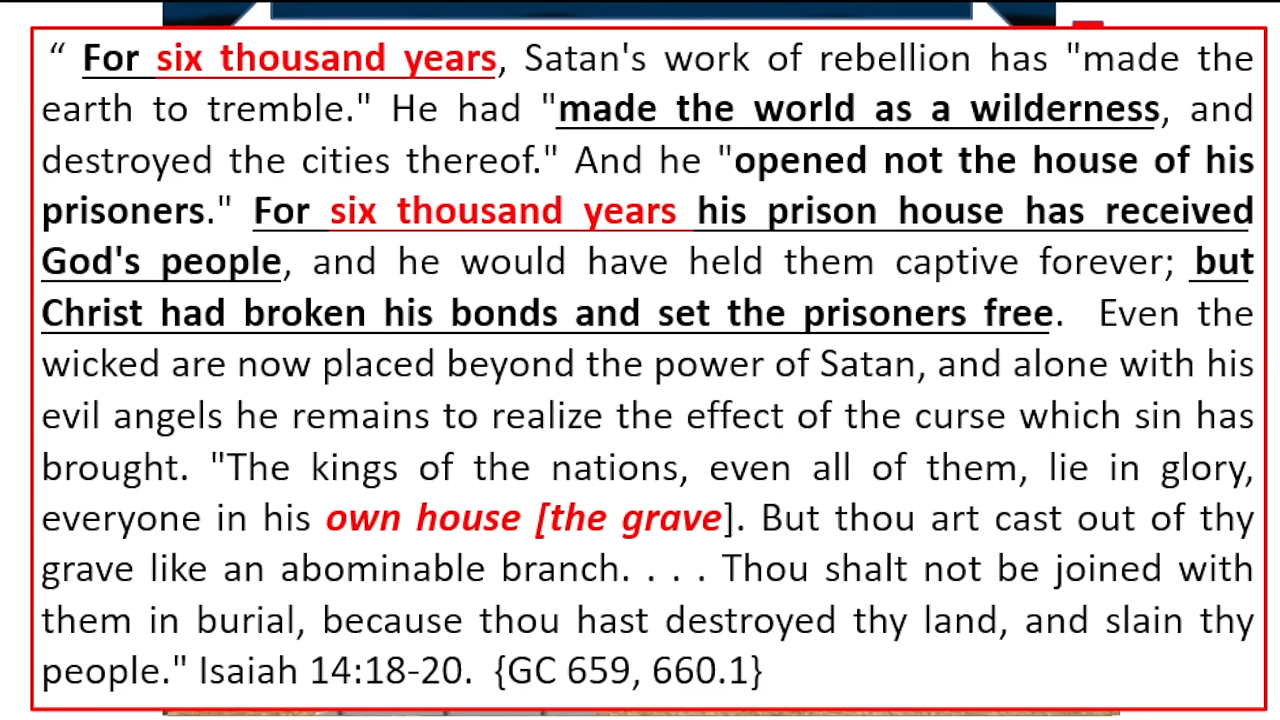 “ For six thousand years, Satan's work of rebellion has "made the
earth to tremble." He had "made the world as a wilderness, and
destroyed the cities thereof." And he "opened not the house of his
prisoners." For six thousand years his prison house has received
God's people, and he would have held them captive forever; but
Christ had broken his bonds and set the prisoners free. Even the
wicked are now placed beyond the power of Satan, and alone with his
evil angels he remains to realize the effect of the curse which sin has
brought. "The kings of the nations, even all of them, lie in glory,
everyone in his own house [the grave]. But thou art cast out of thy
grave like an abominable branch. . . . Thou shalt not be joined with
them in burial, because thou hast destroyed thy land, and slain thy
people." Isaiah 14:18-20. {GC 659, 660.1}